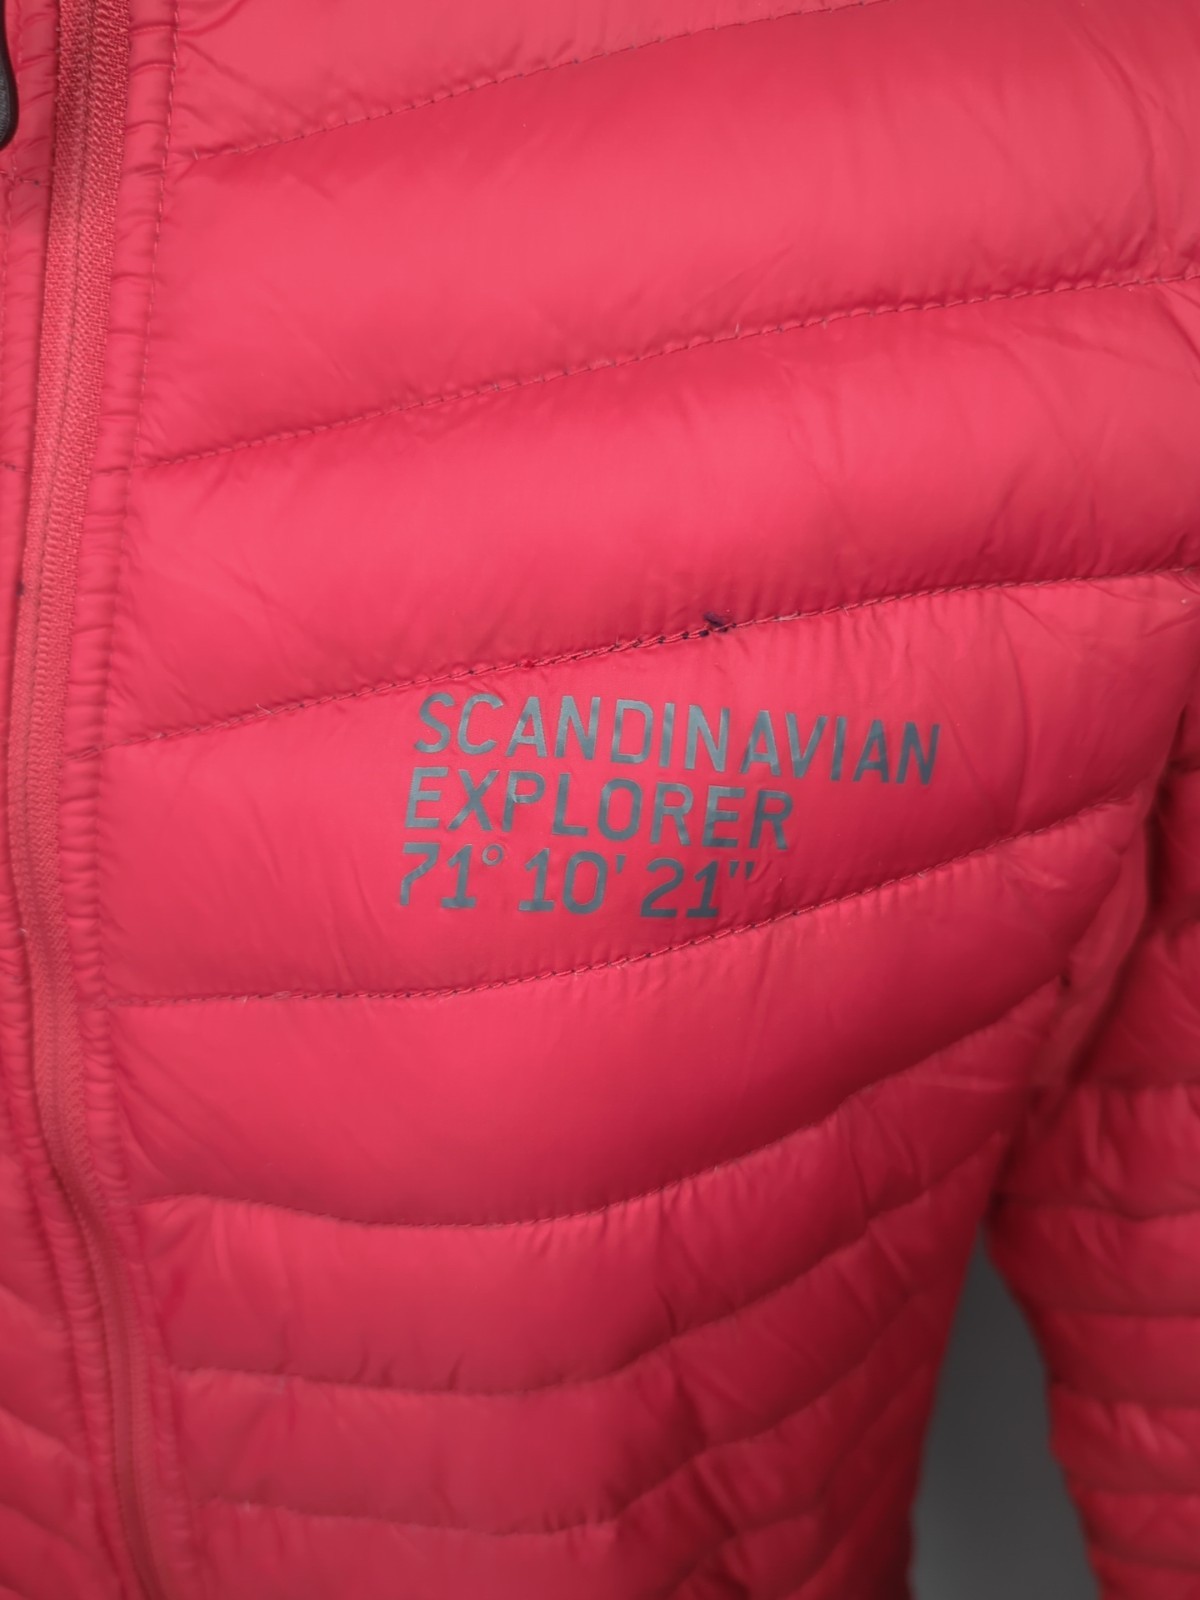 SCANDINAVIAN
EXPLORER
71° 10' 21"